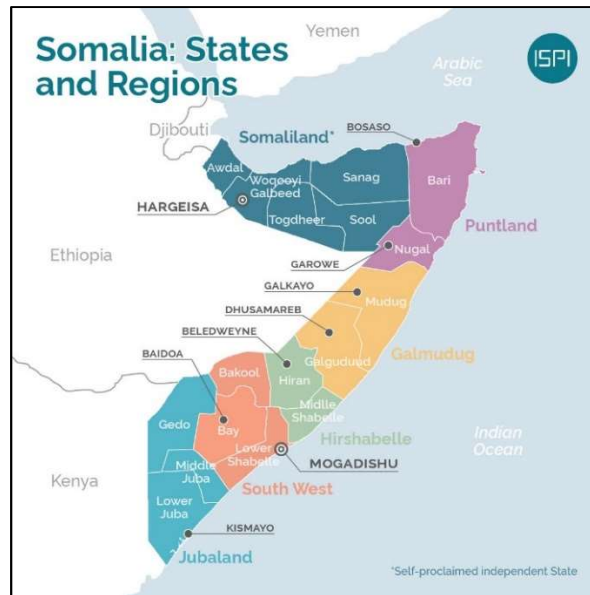 Somalia: States
and Regions
Yemen
Arabic
Sea
ISPI
Djibouti
Somaliland*
BOSASO
Awdal
Woqooyi
Galbeed
Sanag
Bari
HARGEISA
Togdheer
Sool
Puntland
Ethiopia
Nugal
GAROWE
GALKAYO
Mudug
DHUSAMAREB
BELEDWEYNE
Galguduud
Galmudug
BAIDOA
Bakool
Hiran
Midlle
Shabelle
Gedo
Bay
Hirshabelle
Indian
Ocean
Lower
Shabelle
MOGADISHU
Kenya
Middle
Juba
South West
Lower
Juba
KISMAYO
Jubaland
*Self-proclaimed independent State